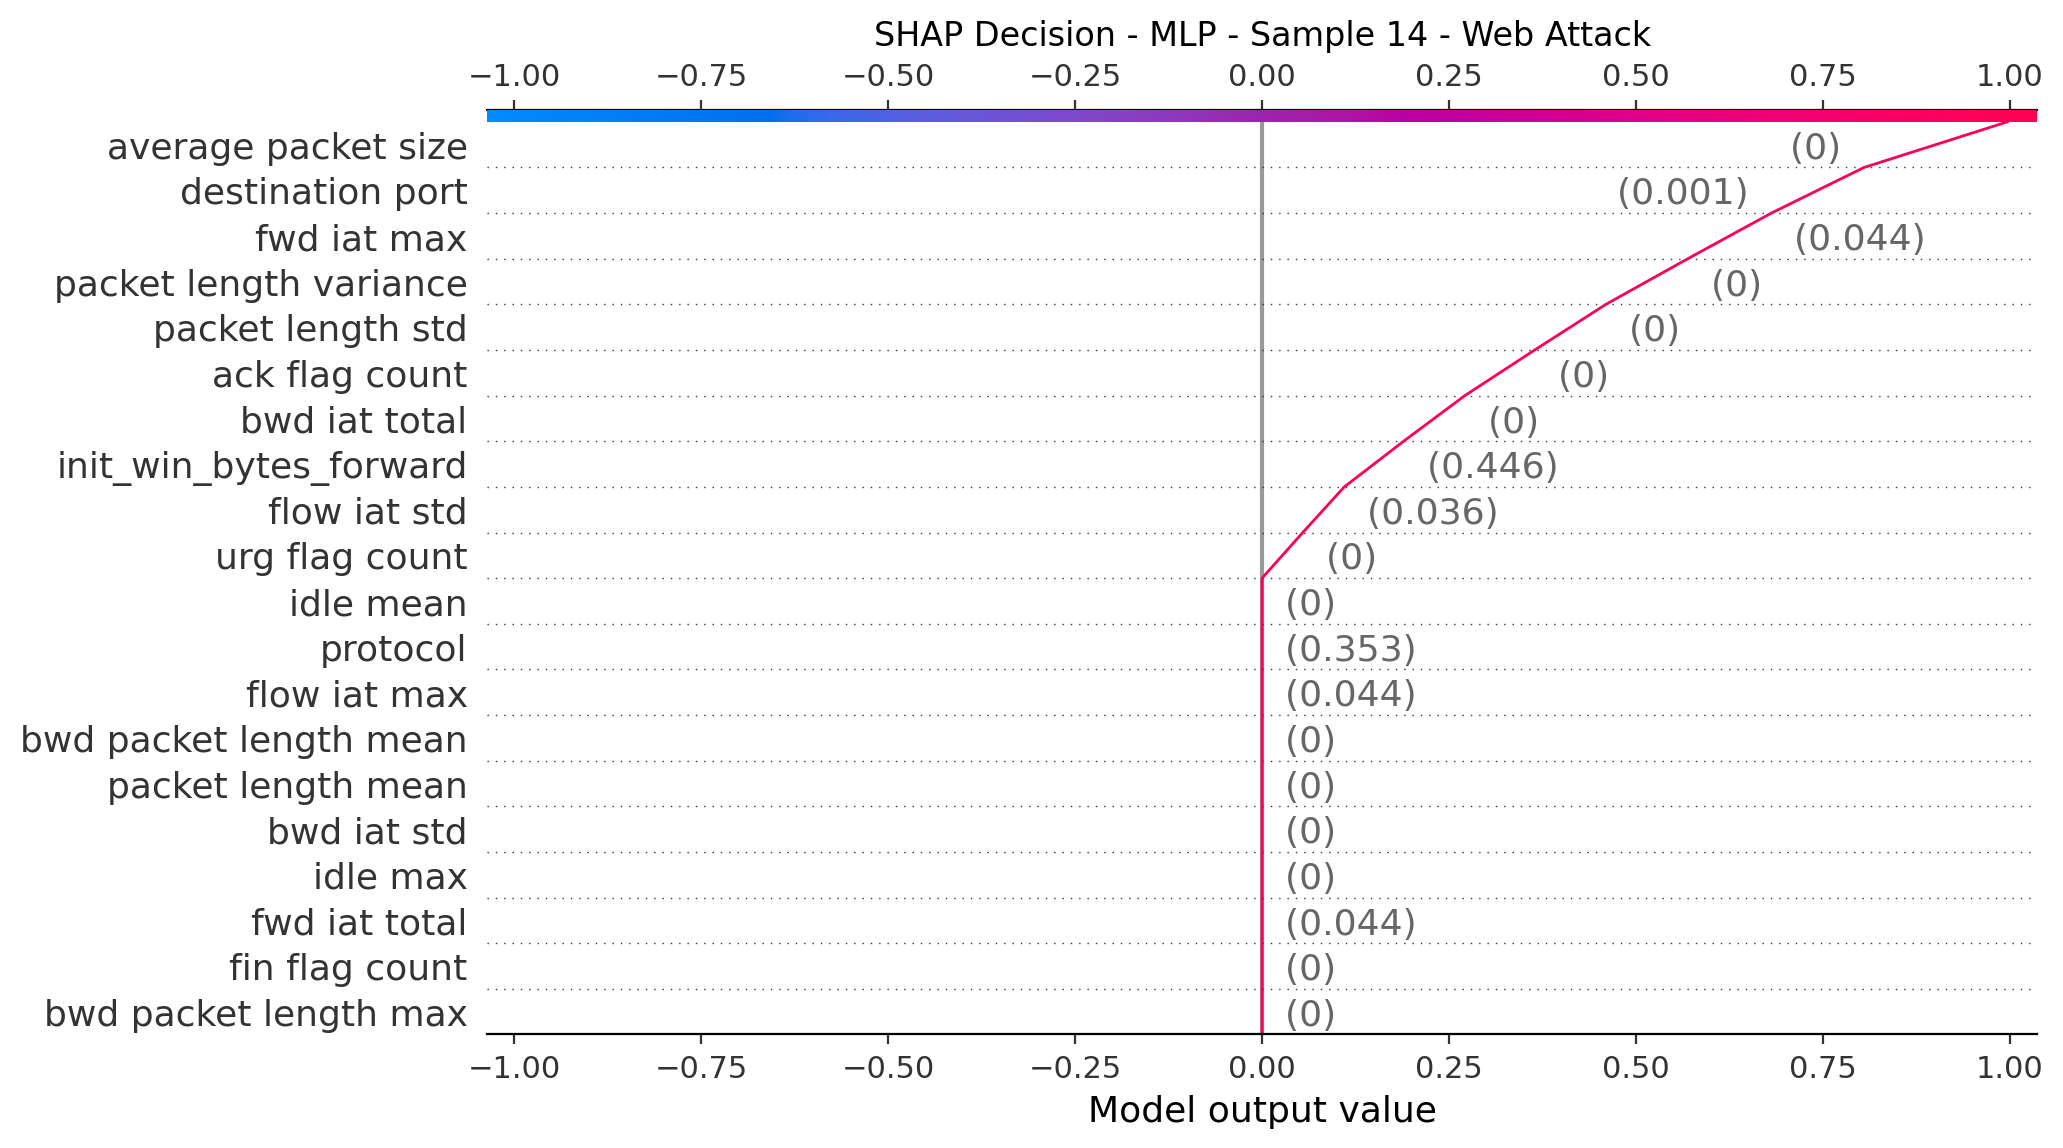 SHAP Decision - MLP - Sample 14 - Web Attack
−1.00 −0.75 −0.50 −0.25 0.00 0.25 0.50 0.75 1.00
average packet size (0)
destination port (0.001)
fwd iat max (0.044)
packet length variance (0)
packet length std (0)
ack flag count (0)
bwd iat total (0)
init_win_bytes_forward (0.446)
flow iat std (0.036)
urg flag count (0)
idle mean (0)
protocol (0.353)
flow iat max (0.044)
bwd packet length mean (0)
packet length mean (0)
bwd iat std (0)
idle max (0)
fwd iat total (0.044)
fin flag count (0)
bwd packet length max (0)
−1.00 −0.75 −0.50 −0.25 0.00 0.25 0.50 0.75 1.00
Model output value